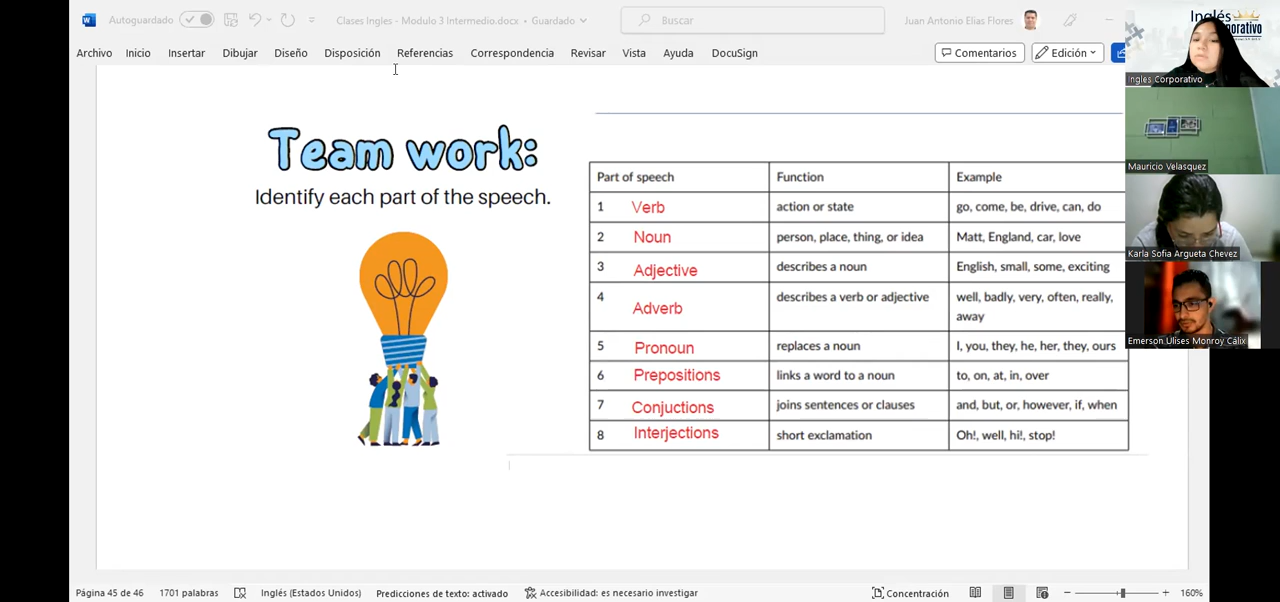 Autoguardado
Clases Ingles - Modulo 3 Intermedio.docx • Guardado
Buscar
Juan Antonio Elias Flores
Archivo Inicio Insertar Dibujar Diseño Disposición Referencias Correspondencia Revisar Vista Ayuda DocuSign
Comentarios Edición
Inglés
Ingles Corporativo
Mauricio Velasquez
Karla Sofia Argueta Chevez
Emerson Ulises Monroy Cálix
Team work:
Identify each part of the speech.
Part of speech Function Example
1 Verb action or state go, come, be, drive, can, do
2 Noun person, place, thing, or idea Matt, England, car, love
3 Adjective describes a noun English, small, some, exciting
4 Adverb describes a verb or adjective well, badly, very, often, really,
away
5 Pronoun replaces a noun I, you, they, he, her, they, ours
6 Prepositions links a word to a noun to, on, at, in, over
7 Conjuctions joins sentences or clauses and, but, or, however, if, when
8 Interjections short exclamation Oh!, well, hi!, stop!
Página 45 de 46 1701 palabras Inglés (Estados Unidos) Predicciones de texto: activado Accesibilidad: es necesario investigar Concentración 160%